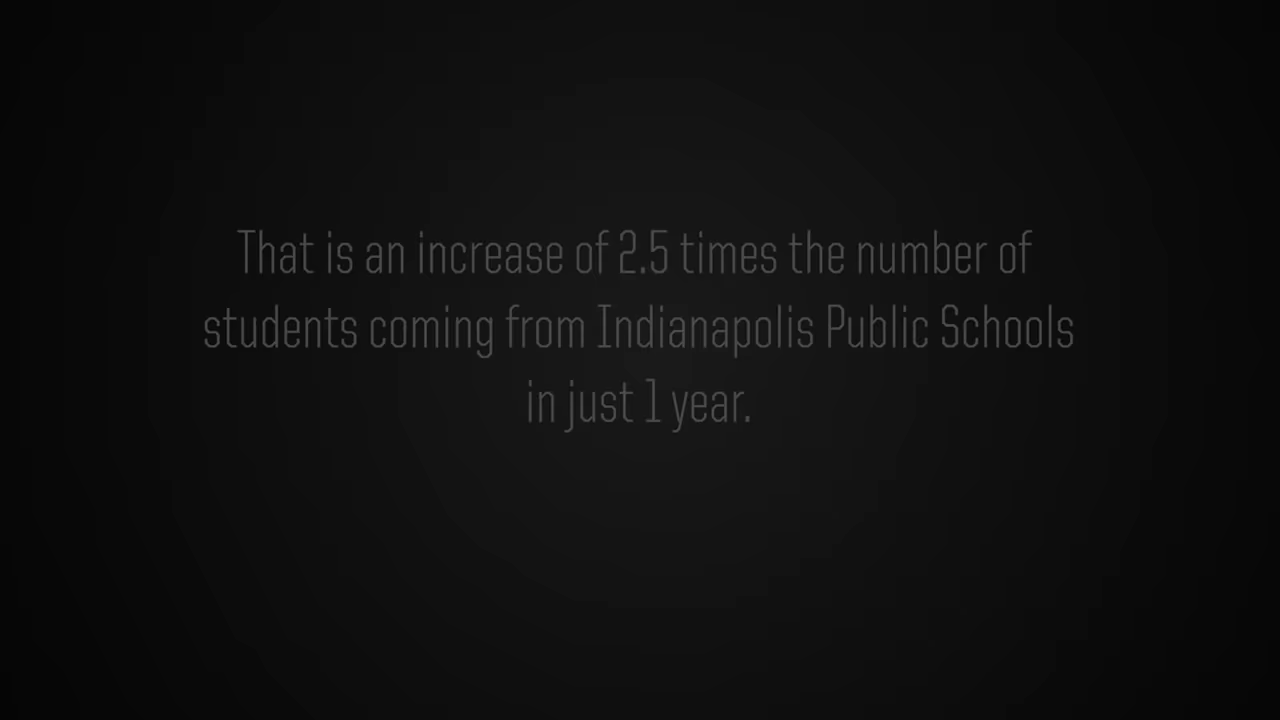 That is an increase of 2.5 times the number of
students coming from Indianapolis Public Schools
in just 1 year.